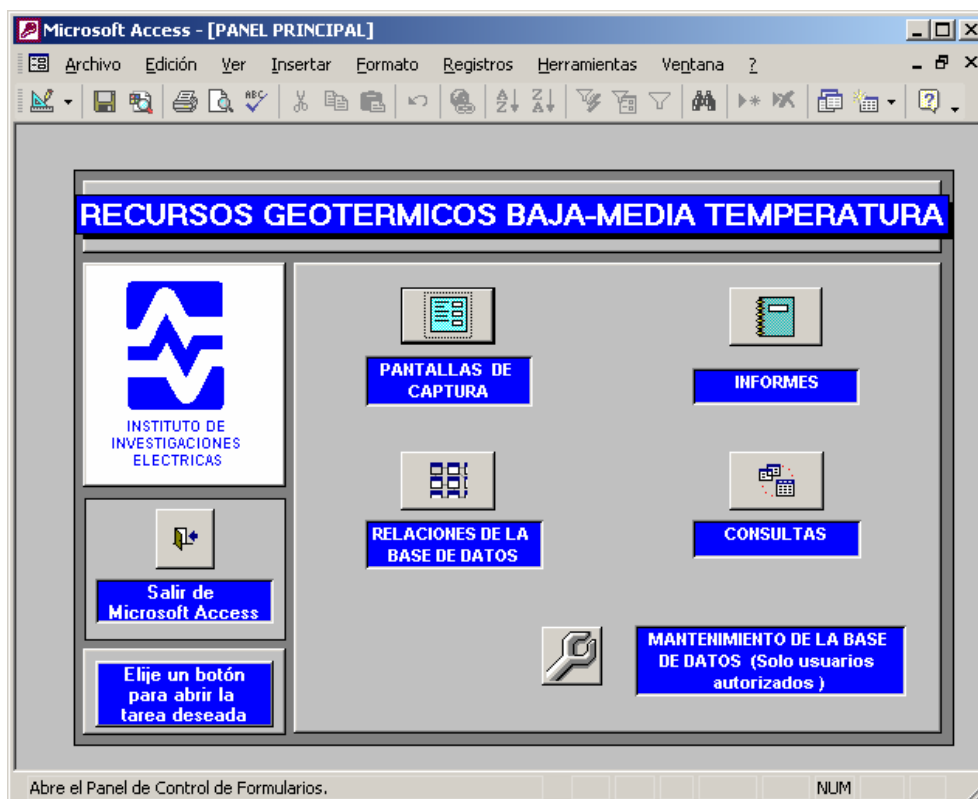 Microsoft Access - [PANEL PRINCIPAL]
Archivo Edición Ver Insertar Formato Registros Herramientas Ventana ?
RECURSOS GEOTERMICOS BAJA-MEDIA TEMPERATURA
INSTITUTO DE
INVESTIGACIONES
ELECTRICAS
PANTALLAS DE
CAPTURA
INFORMES
RELACIONES DE LA
BASE DE DATOS
CONSULTAS
Salir de
Microsoft Access
MANTENIMIENTO DE LA BASE
DE DATOS (Solo usuarios
autorizados )
Elije un botón
para abrir la
tarea deseada
Abre el Panel de Control de Formularios.
NUM